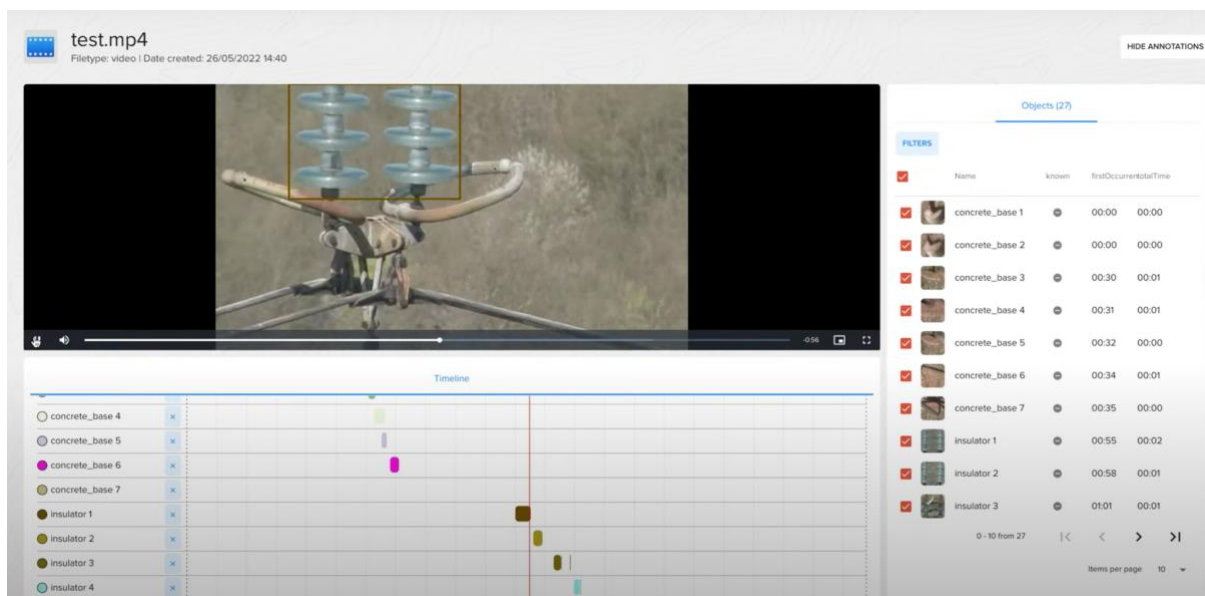 test.mp4
Filetype: video | Date created: 26/05/2022 14:40
HIDE ANNOTATIONS
-0:56
Timeline
concrete_base 4 ×
concrete_base 5 ×
concrete_base 6 ×
concrete_base 7 ×
insulator 1 ×
insulator 2 ×
insulator 3 ×
insulator 4 ×
Objects (27)
FILTERS
Name known firstOccurrentotalTime
concrete_base 1 00:00 00:00
concrete_base 2 00:00 00:00
concrete_base 3 00:30 00:01
concrete_base 4 00:31 00:01
concrete_base 5 00:32 00:00
concrete_base 6 00:34 00:01
concrete_base 7 00:35 00:00
insulator 1 00:55 00:02
insulator 2 00:58 00:01
insulator 3 01:01 00:01
0 - 10 from 27
Items per page 10